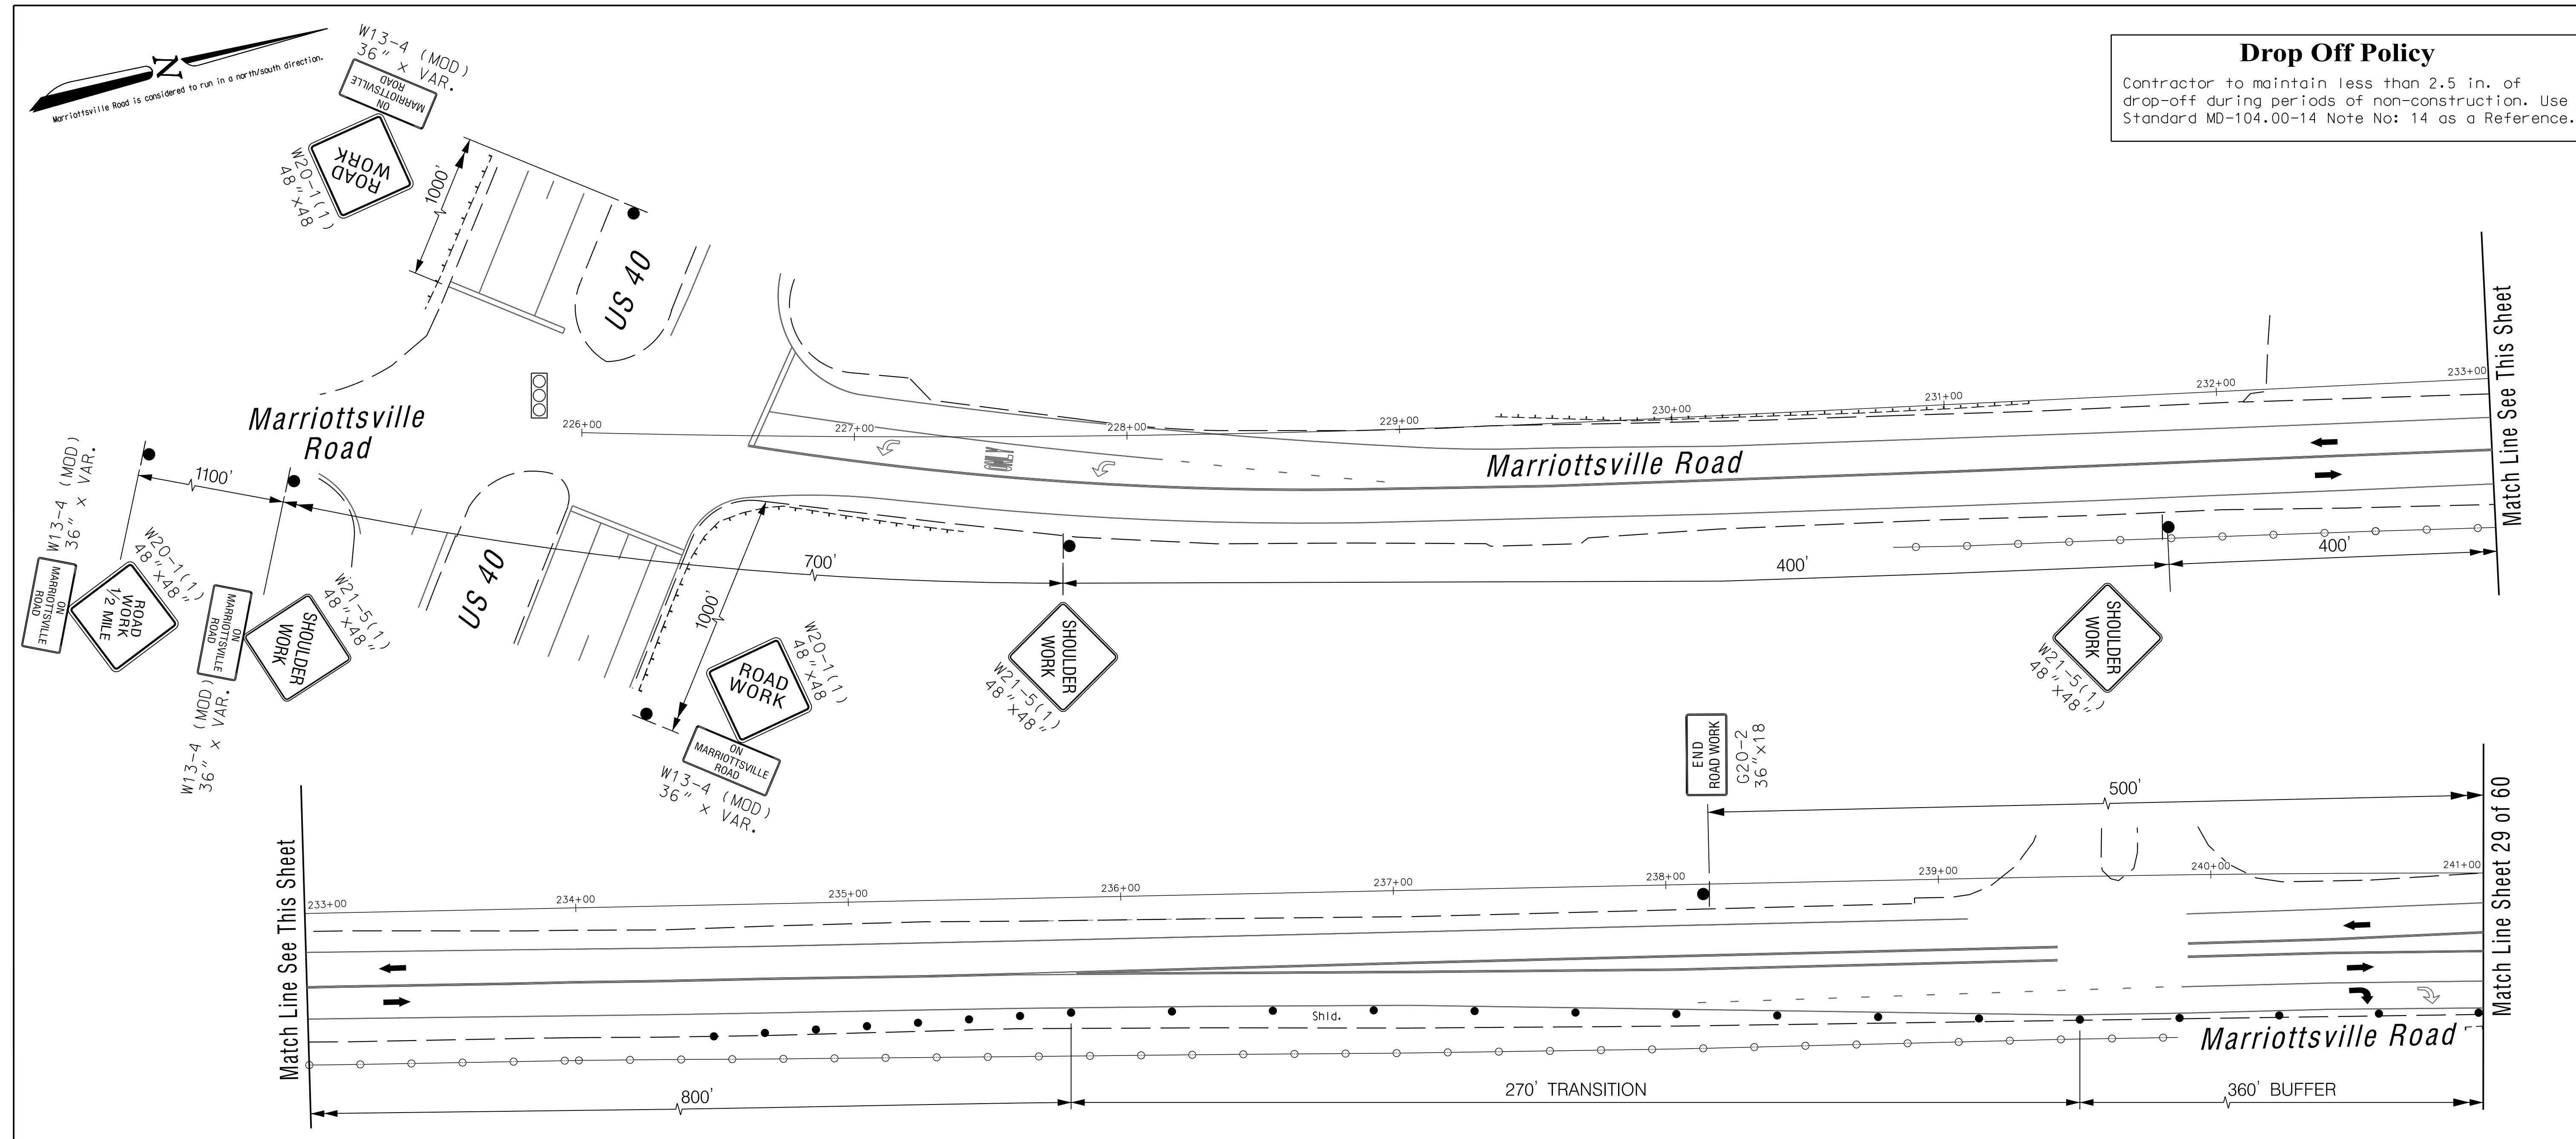 N
Marriottsville Road is considered to run in a north/south direction.
W13-4 (MOD)
36" x VAR.
ON
MARRIOTTSVILLE
ROAD
ROAD
WORK
W20-1(1)
48"x48
1000'
US 40
Drop Off Policy
Contractor to maintain less than 2.5 in. of
drop-off during periods of non-construction. Use
Standard MD-104.00-14 Note No: 14 as a Reference.
Marriottsville
Road
226+00
227+00
228+00
229+00
230+00
231+00
232+00
233+00
ONLY
Marriottsville Road
Match Line See This Sheet
1100'
700'
400'
400'
W13-4 (MOD)
36" x VAR.
ON
MARRIOTTSVILLE
ROAD
W20-1(1)
48"x48"
ROAD
WORK
1/2 MILE
ON
MARRIOTTSVILLE
ROAD
W13-4 (MOD)
36" x VAR.
SHOULDER
WORK
W21-5(1)
48"x48"
US 40
1000'
ROAD
WORK
W20-1(1)
48"x48
ON
MARRIOTTSVILLE
ROAD
W13-4 (MOD)
36" x VAR.
SHOULDER
WORK
W21-5(1)
48"x48"
SHOULDER
WORK
W21-5(1)
48"x48"
END
ROAD WORK
G20-2
36"x18
500'
Match Line See This Sheet
233+00
234+00
235+00
236+00
237+00
238+00
239+00
240+00
241+00
Shld.
Marriottsville Road
Match Line Sheet 29 of 60
800'
270' TRANSITION
360' BUFFER